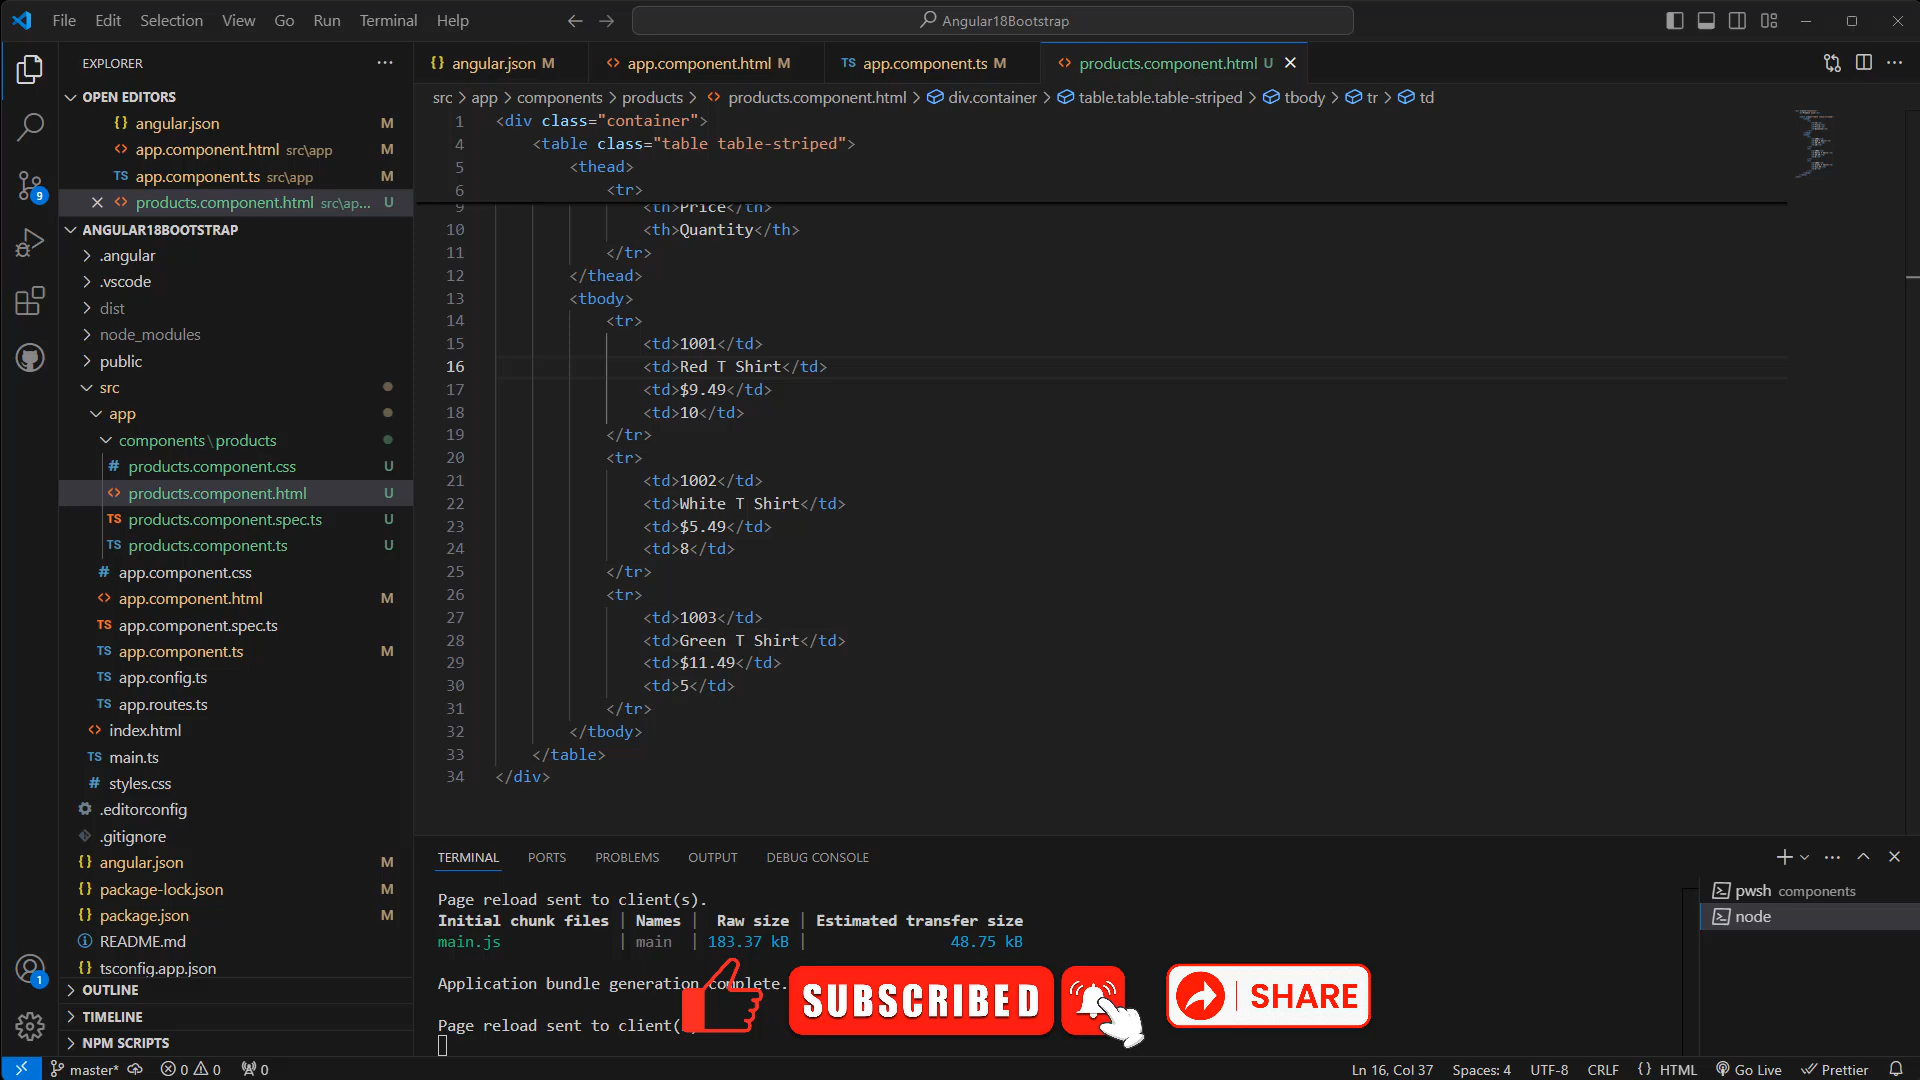 File Edit Selection View Go Run Terminal Help
Angular18Bootstrap
EXPLORER
OPEN EDITORS
{} angular.json M
<> app.component.html src\app M
TS app.component.ts src\app M
<> products.component.html src\ap... U
ANGULAR18BOOTSTRAP
.angular
.vscode
dist
node_modules
public
src
app
components\products
# products.component.css U
<> products.component.html U
TS products.component.spec.ts U
TS products.component.ts U
# app.component.css
<> app.component.html M
TS app.component.spec.ts
TS app.component.ts M
TS app.config.ts
TS app.routes.ts
<> index.html
TS main.ts
# styles.css
.editorconfig
.gitignore
{} angular.json M
{} package-lock.json M
{} package.json M
README.md
{} tsconfig.app.json
OUTLINE
TIMELINE
NPM SCRIPTS
9
1
{} angular.json M <> app.component.html M TS app.component.ts M <> products.component.html U
src > app > components > products > <> products.component.html > div.container > table.table.table-striped > tbody > tr > td
1 <div class="container">
4 <table class="table table-striped">
5 <thead>
6 <tr>
9 <th>Price</th>
10 <th>Quantity</th>
11 </tr>
12 </thead>
13 <tbody>
14 <tr>
15 <td>1001</td>
16 <td>Red T Shirt</td>
17 <td>$9.49</td>
18 <td>10</td>
19 </tr>
20 <tr>
21 <td>1002</td>
22 <td>White T Shirt</td>
23 <td>$5.49</td>
24 <td>8</td>
25 </tr>
26 <tr>
27 <td>1003</td>
28 <td>Green T Shirt</td>
29 <td>$11.49</td>
30 <td>5</td>
31 </tr>
32 </tbody>
33 </table>
34 </div>
TERMINAL PORTS PROBLEMS OUTPUT DEBUG CONSOLE
Page reload sent to client(s).
Initial chunk files | Names | Raw size | Estimated transfer size
main.js | main | 183.37 kB | 48.75 kB
Application bundle generation complete.
Page reload sent to client(
pwsh components
node
SUBSCRIBED
SHARE
master* 0 0 0
Ln 16, Col 37 Spaces: 4 UTF-8 CRLF {} HTML Go Live Prettier